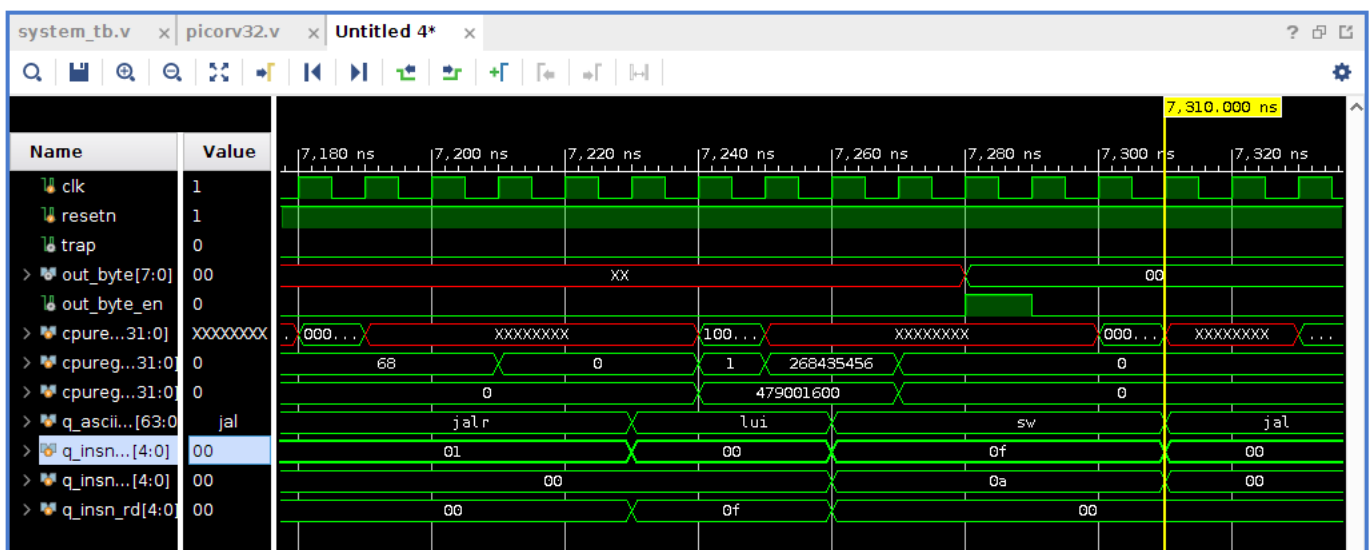 system_tb.v × picorv32.v × Untitled 4* × ?
7,310.000 ns
Name Value 7,180 ns 7,200 ns 7,220 ns 7,240 ns 7,260 ns 7,280 ns 7,300 ns 7,320 ns
clk 1
resetn 1
trap 0
out_byte[7:0] 00 XX 00
out_byte_en 0
cpure...31:0] XXXXXXXX . 000... XXXXXXXX 100... XXXXXXXX 000... XXXXXXXX ...
cpureg...31:0] 0 68 0 1 268435456 0
cpureg...31:0] 0 0 479001600 0
q_ascii...[63:0 jal jalr lui sw jal
q_insn...[4:0] 00 01 00 0f 00
q_insn...[4:0] 00 00 0a 00
q_insn_rd[4:0] 00 00 0f 00